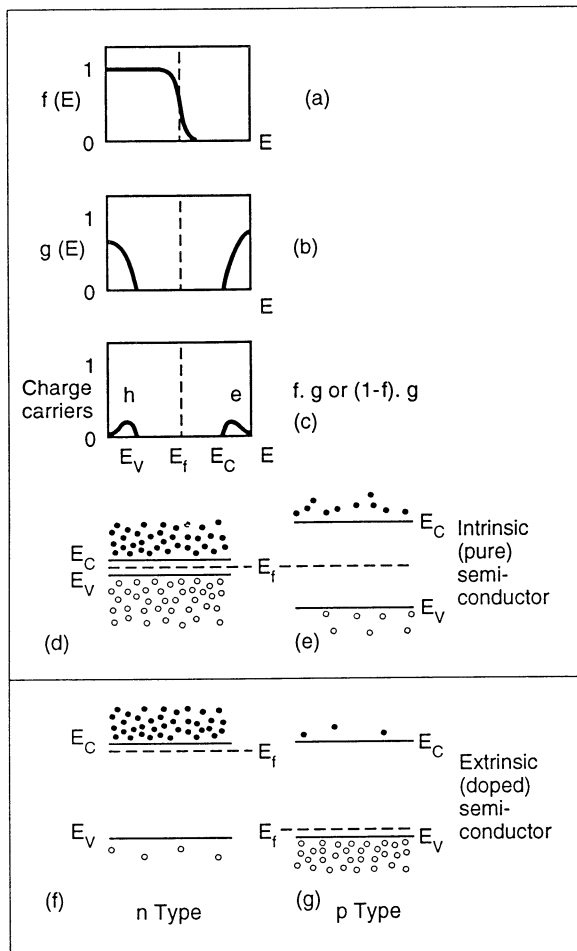 1
f (E)
0
E
(a)
1
g (E)
0
E
(b)
1
Charge
carriers
0
h
e
f. g or (1-f). g
(c)
E_V E_f E_C E
E_C
E_V
E_f
(d)
E_C
E_V
(e)
Intrinsic
(pure)
semi-
conductor
E_C
E_f
E_V
(f)
n Type
E_C
E_f
E_V
(g)
p Type
Extrinsic
(doped)
semi-
conductor